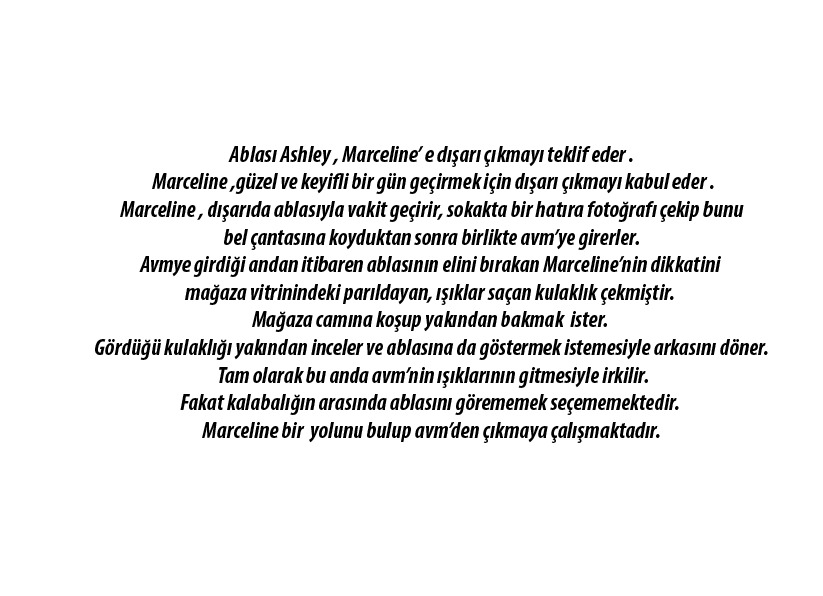 Ablası Ashley , Marceline' e dışarı çıkmayı teklif eder .
Marceline ,güzel ve keyifli bir gün geçirmek için dışarı çıkmayı kabul eder .
Marceline , dışarıda ablasıyla vakit geçirir, sokakta bir hatıra fotoğrafı çekip bunu
bel çantasına koyduktan sonra birlikte avm'ye girerler.
Avmye girdiği andan itibaren ablasının elini bırakan Marceline'nin dikkatini
mağaza vitrinindeki parıldayan, ışıklar saçan kulaklık çekmiştir.
Mağaza camına koşup yakından bakmak  ister.
Gördüğü kulaklığı yakından inceler ve ablasına da göstermek istemesiyle arkasını döner.
Tam olarak bu anda avm'nin ışıklarının gitmesiyle irkilir.
Fakat kalabalığın arasında ablasını görememek seçememektedir.
Marceline bir  yolunu bulup avm'den çıkmaya çalışmaktadır.